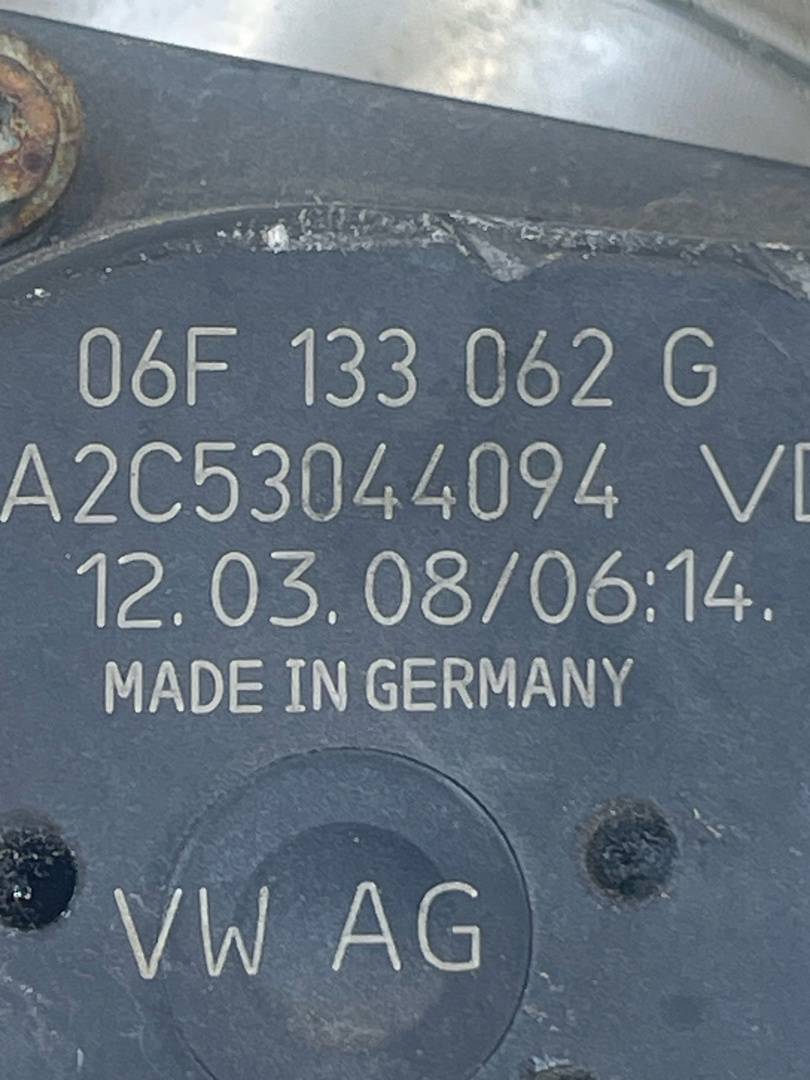 06F 133 062 G
A2C53044094 VD
12.03.08/06:14.
MADE IN GERMANY
VW AG